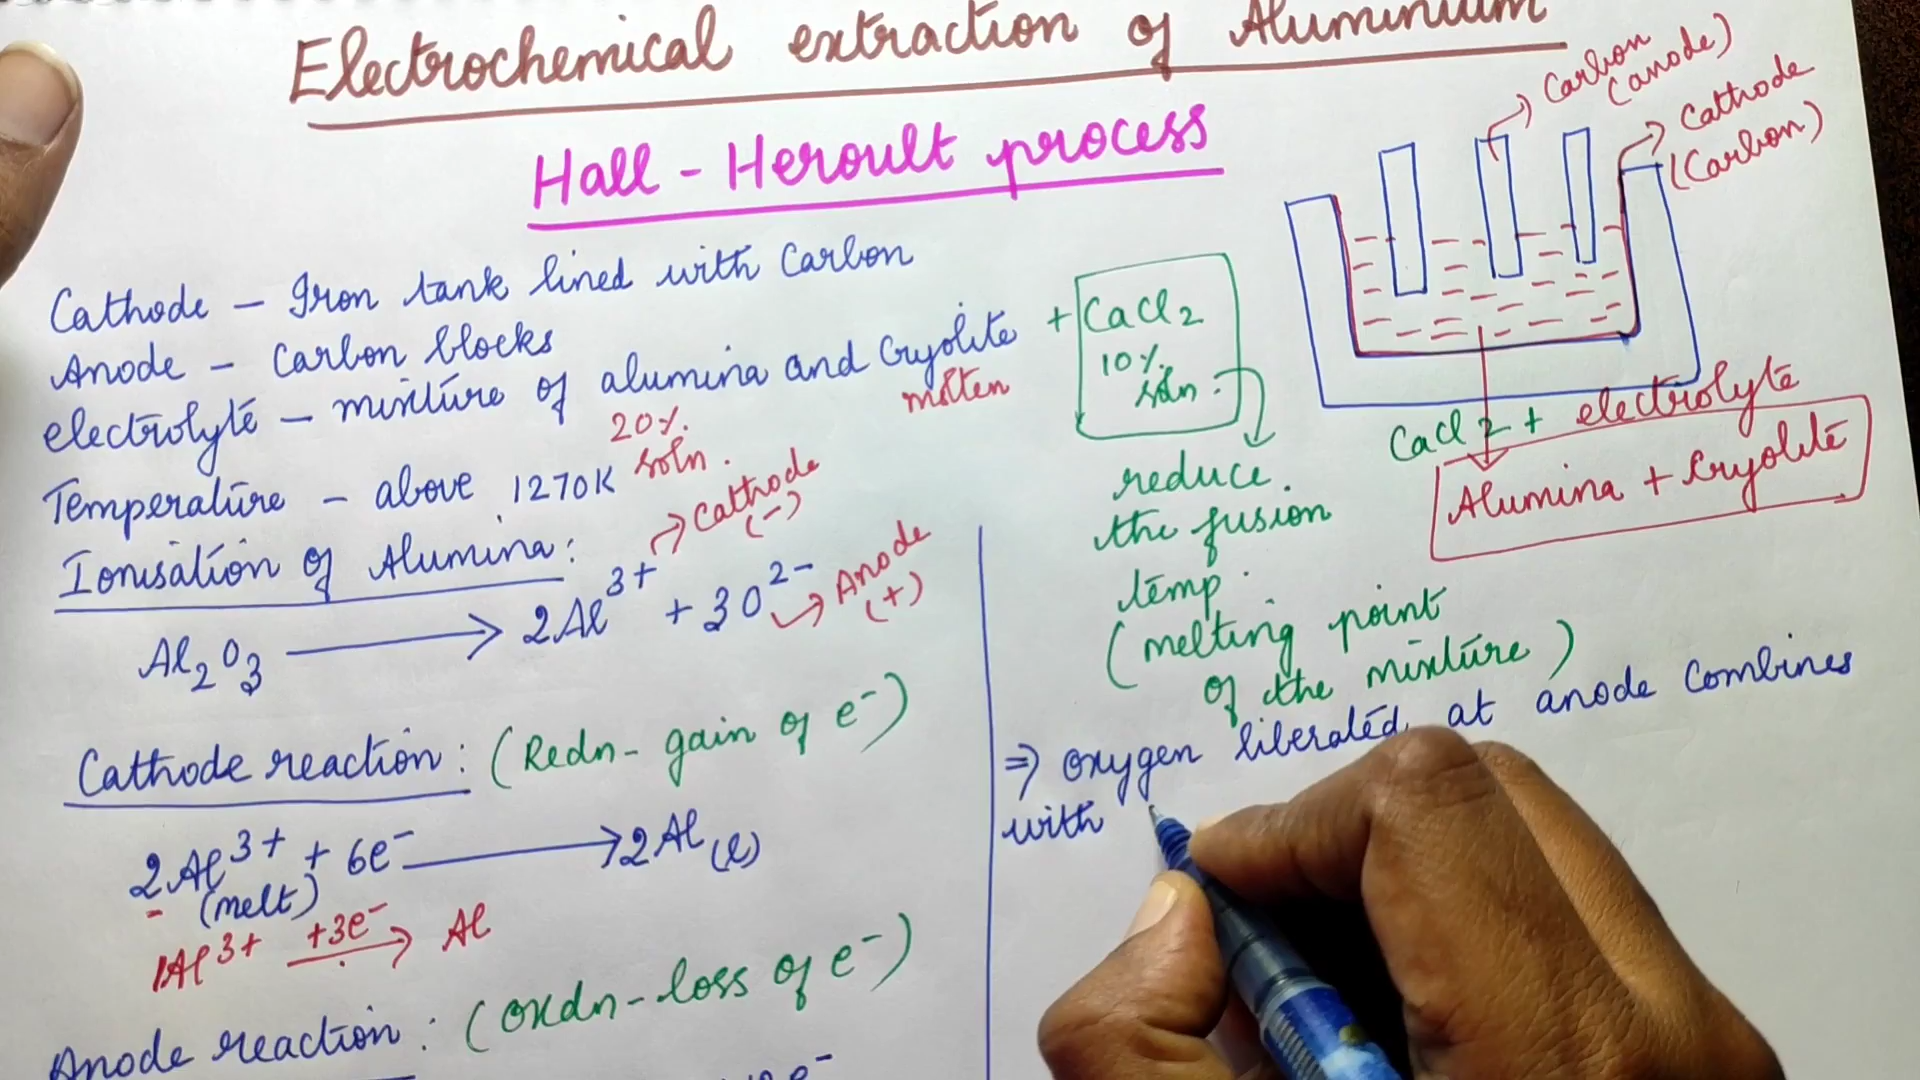 Electrochemical extraction of Aluminium
Hall - Heroult process
Cathode - Iron tank lined with Carbon
Anode - Carbon blocks
electrolyte - mixture of alumina and Cryolite + CaCl2
20%. soln.
molten
10%. soln.
Temperature - above 1270K
reduce
the fusion
temp.
(melting point
of the mixture)
Carbon
(anode)
Cathode
(Carbon)
CaCl2 + electrolyte
Alumina + Cryolite
Ionisation of Alumina:
Al2O3 ⟶ 2Al³⁺ + 3O²⁻
→ Cathode
(-)
→ Anode
(+)
Cathode reaction: (Redn - gain of e⁻)
2Al³⁺ + 6e⁻ ⟶ 2Al(l)
(melt)
1Al³⁺ +3e⁻ → Al
Anode reaction: (Oxdn - loss of e⁻)
⇒ Oxygen liberated at anode Combines
with